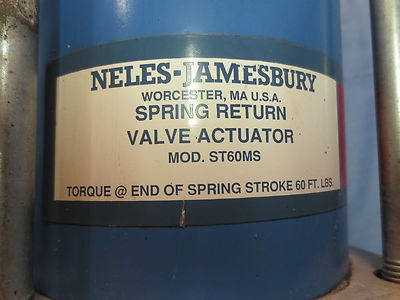 NELES-JAMESBURY
WORCESTER, MA U.S.A.
SPRING RETURN
VALVE ACTUATOR
MOD. ST60MS
TORQUE @ END OF SPRING STROKE 60 FT. LBS.